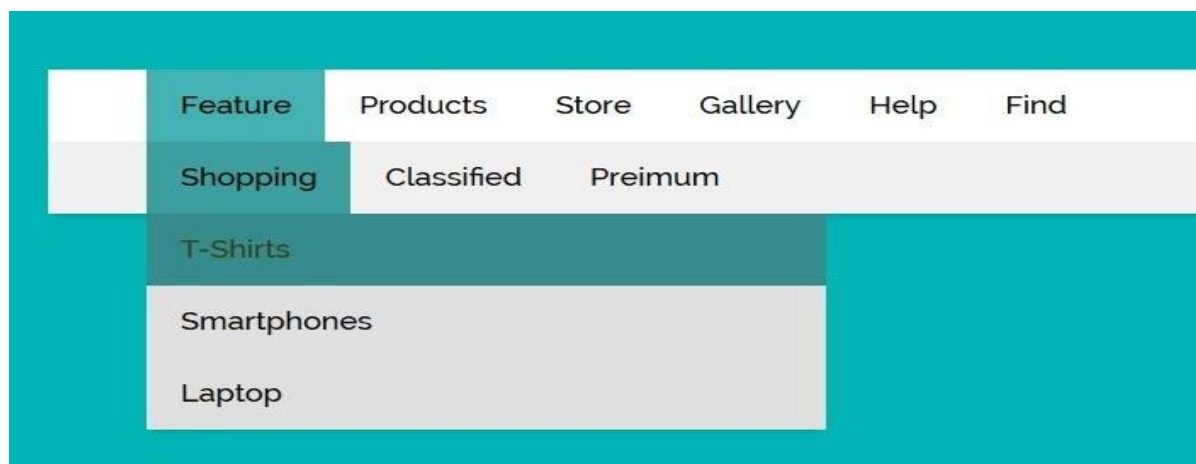 Feature Products Store Gallery Help Find
Shopping Classified Preimum
T-Shirts
Smartphones
Laptop